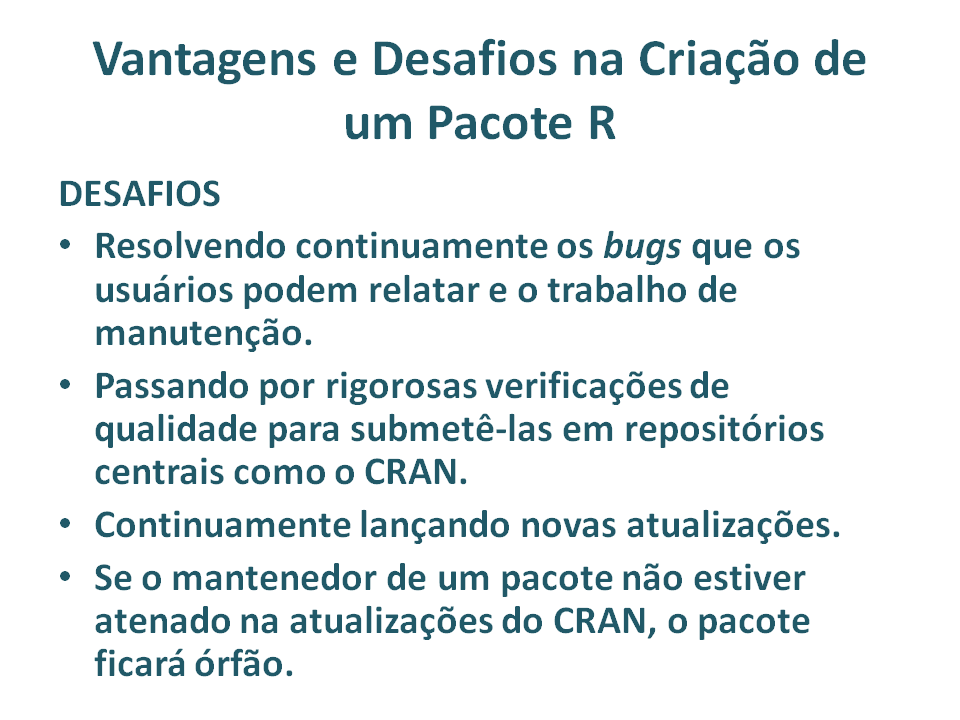 Vantagens e Desafios na Criação de
um Pacote R
DESAFIOS
• Resolvendo continuamente os bugs que os
usuários podem relatar e o trabalho de
manutenção.
• Passando por rigorosas verificações de
qualidade para submetê-las em repositórios
centrais como o CRAN.
• Continuamente lançando novas atualizações.
• Se o mantenedor de um pacote não estiver
atenado na atualizações do CRAN, o pacote
ficará órfão.